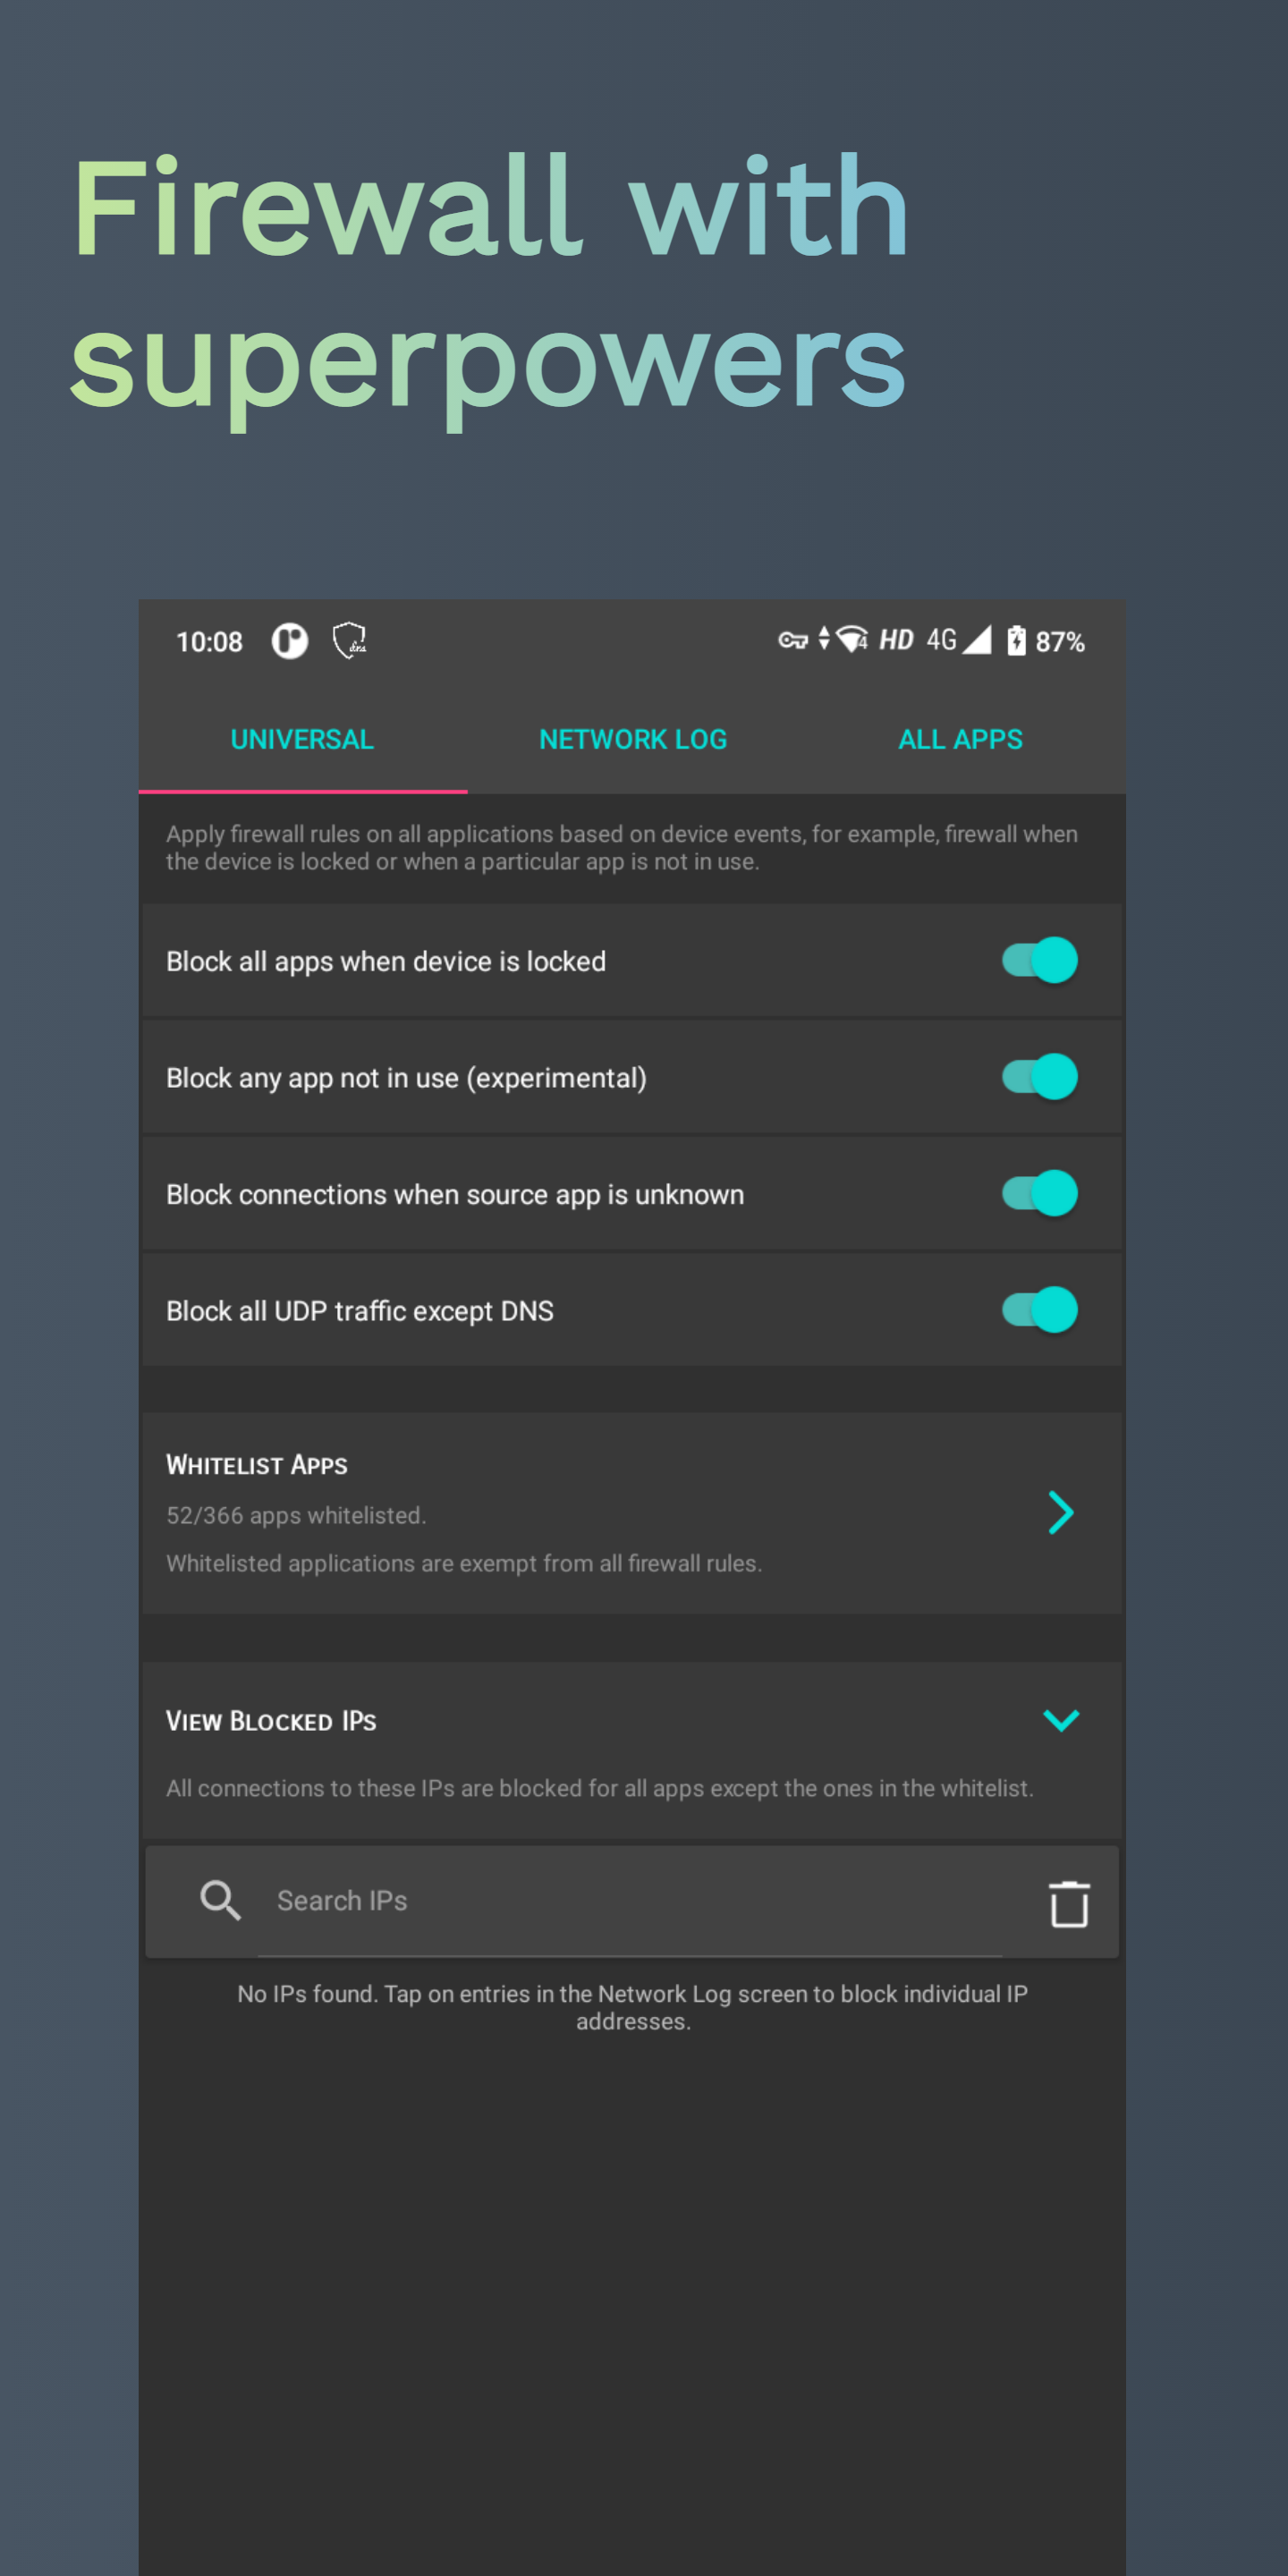 Firewall with
superpowers
10:08 HD 4G 87%
UNIVERSAL NETWORK LOG ALL APPS
Apply firewall rules on all applications based on device events, for example, firewall when
the device is locked or when a particular app is not in use.
Block all apps when device is locked
Block any app not in use (experimental)
Block connections when source app is unknown
Block all UDP traffic except DNS
Whitelist Apps
52/366 apps whitelisted.
Whitelisted applications are exempt from all firewall rules.
View Blocked IPs
All connections to these IPs are blocked for all apps except the ones in the whitelist.
Search IPs
No IPs found. Tap on entries in the Network Log screen to block individual IP
addresses.